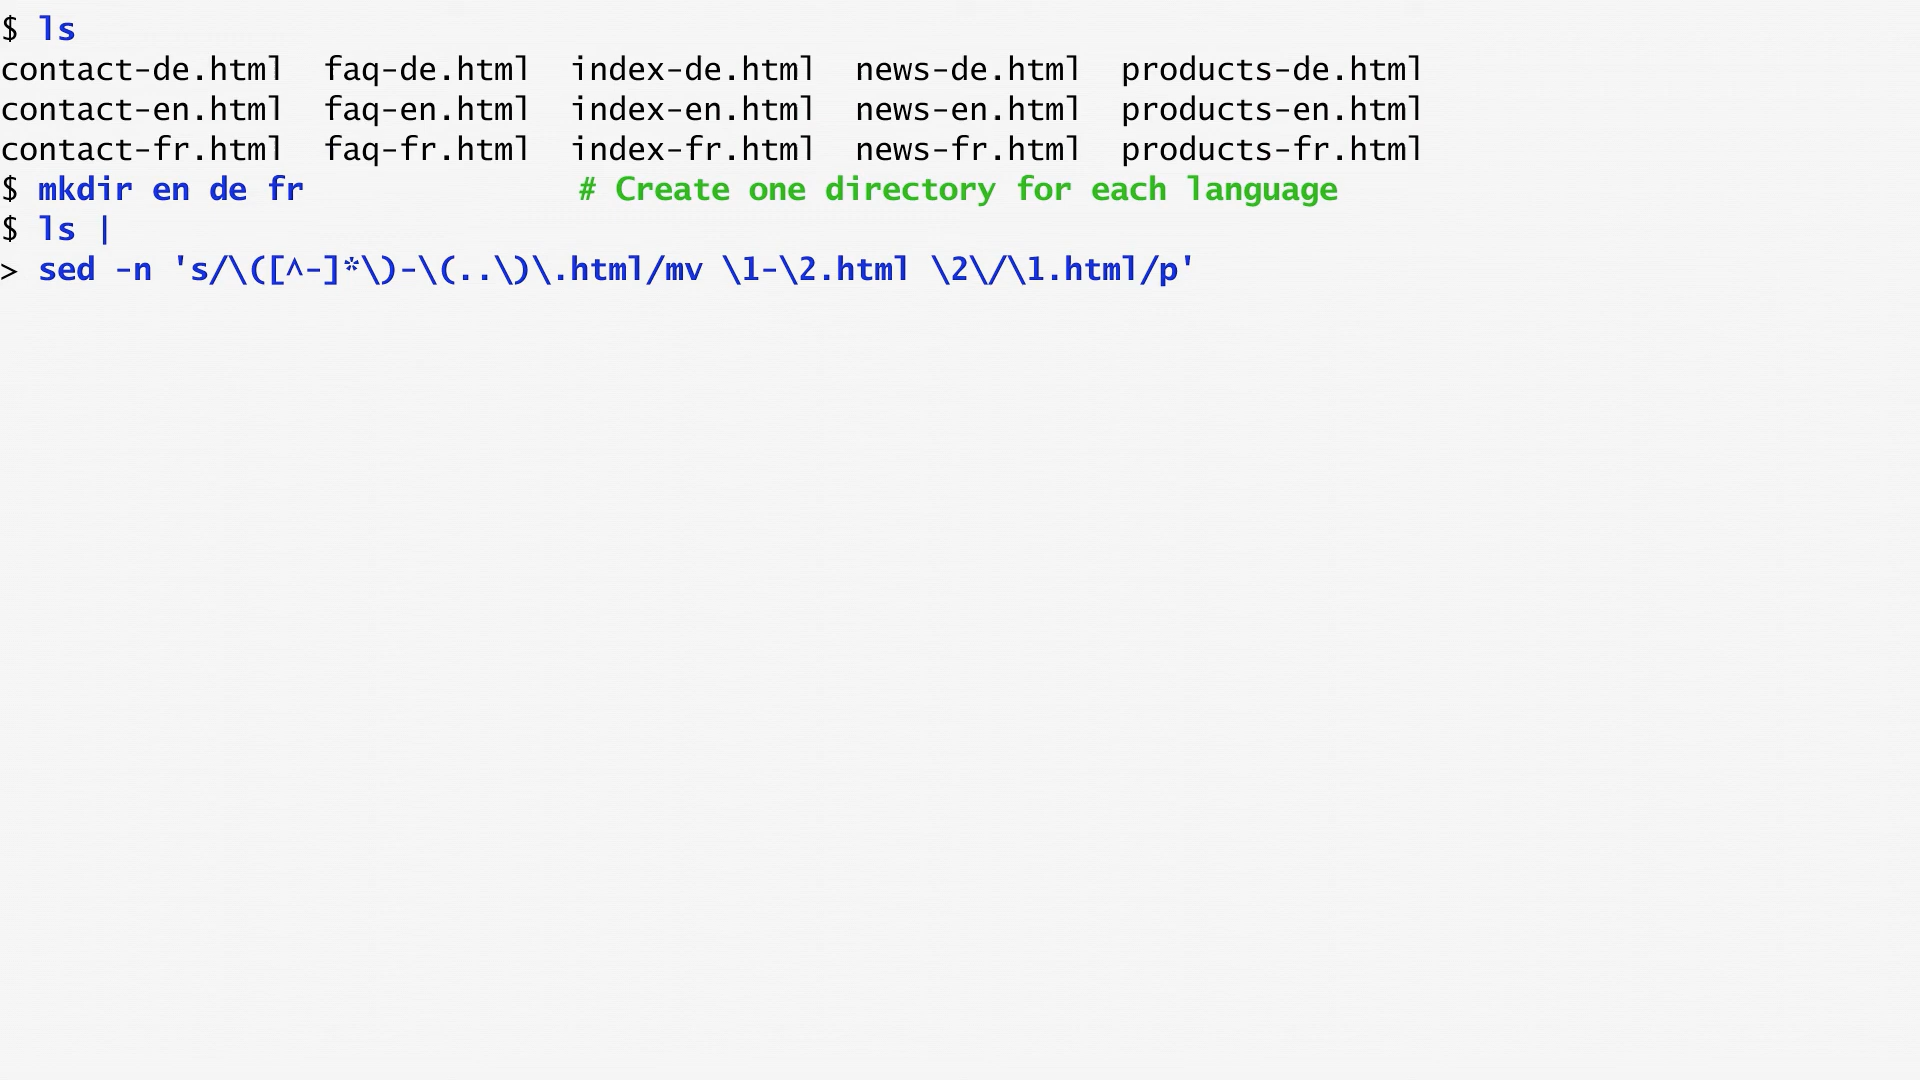 $ ls
contact-de.html  faq-de.html  index-de.html  news-de.html  products-de.html
contact-en.html  faq-en.html  index-en.html  news-en.html  products-en.html
contact-fr.html  faq-fr.html  index-fr.html  news-fr.html  products-fr.html
$ mkdir en de fr              # Create one directory for each language
$ ls |
> sed -n 's/\([^-]*\)-\(..\)\.html/mv \1-\2.html \2\/\1.html/p'